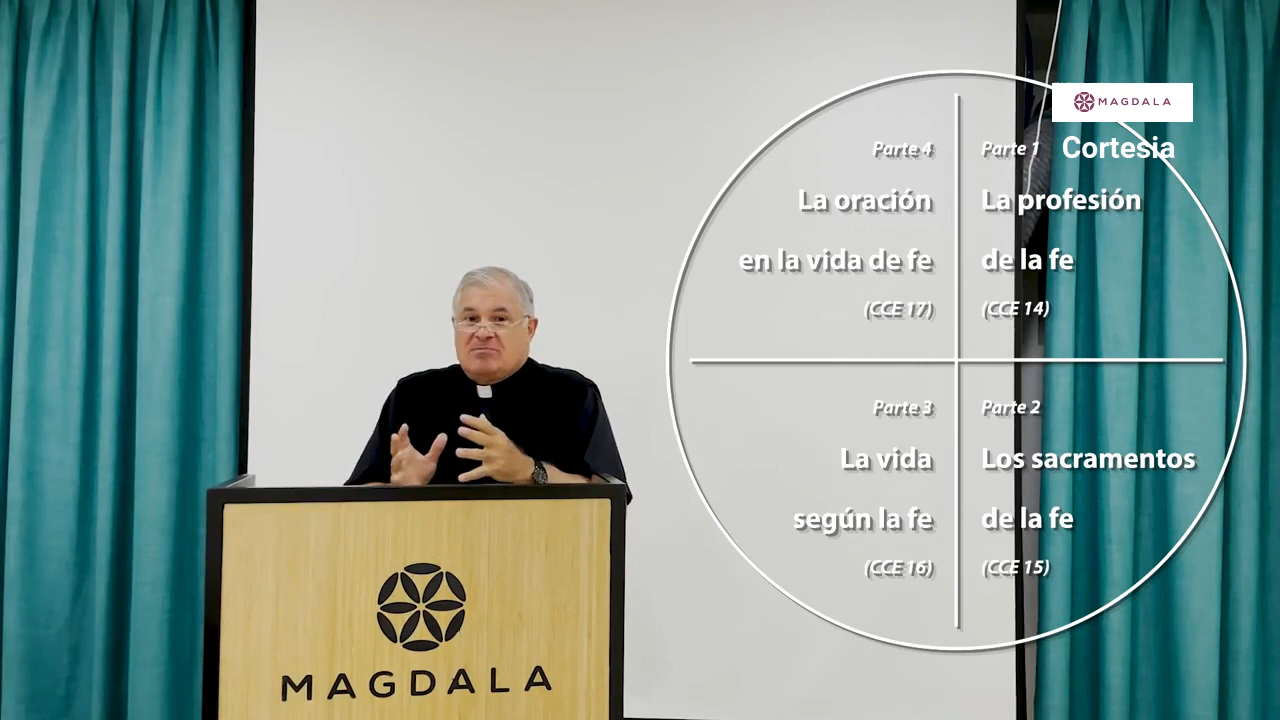 MAGDALA
Cortesia
Parte 4
La oración
en la vida de fe
(CCE 17)
Parte 1
La profesión
de la fe
(CCE 14)
Parte 3
La vida
según la fe
(CCE 16)
Parte 2
Los sacramentos
de la fe
(CCE 15)
MAGDALA